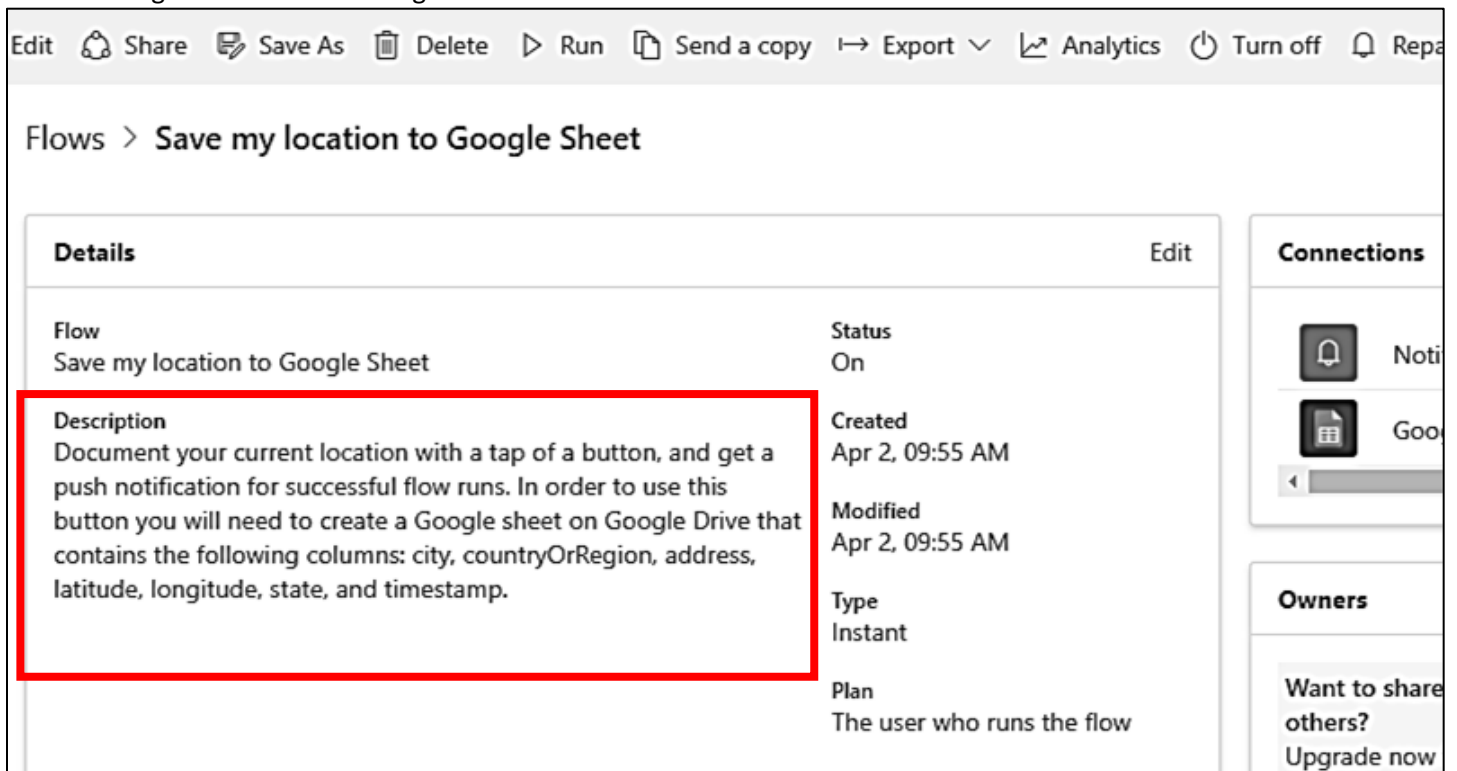 Edit Share Save As Delete Run Send a copy Export Analytics Turn off
Flows > Save my location to Google Sheet
Details Edit
Flow
Save my location to Google Sheet
Description
Document your current location with a tap of a button, and get a
push notification for successful flow runs. In order to use this
button you will need to create a Google sheet on Google Drive that
contains the following columns: city, countryOrRegion, address,
latitude, longitude, state, and timestamp.
Status
On
Created
Apr 2, 09:55 AM
Modified
Apr 2, 09:55 AM
Type
Instant
Plan
The user who runs the flow
Connections
Owners
Want to share
others?
Upgrade now